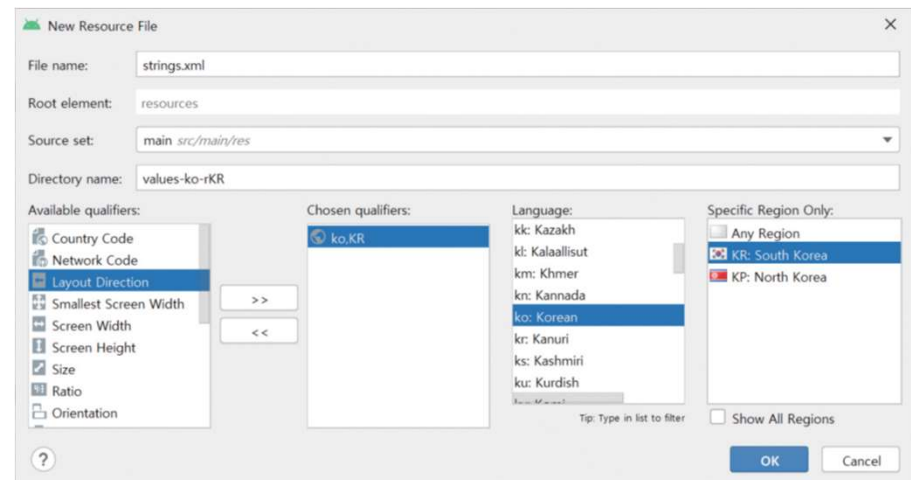 New Resource File
File name: strings.xml
Root element: resources
Source set: main src/main/res
Directory name: values-ko-rKR
Available qualifiers:
Country Code
Network Code
Layout Direction
Smallest Screen Width
Screen Width
Screen Height
Size
Ratio
Orientation
>>
<<
Chosen qualifiers:
ko,KR
Language:
kk: Kazakh
kl: Kalaallisut
km: Khmer
kn: Kannada
ko: Korean
kr: Kanuri
ks: Kashmiri
ku: Kurdish
Tip: Type in list to filter
Specific Region Only:
Any Region
KR: South Korea
KP: North Korea
Show All Regions
?
OK
Cancel